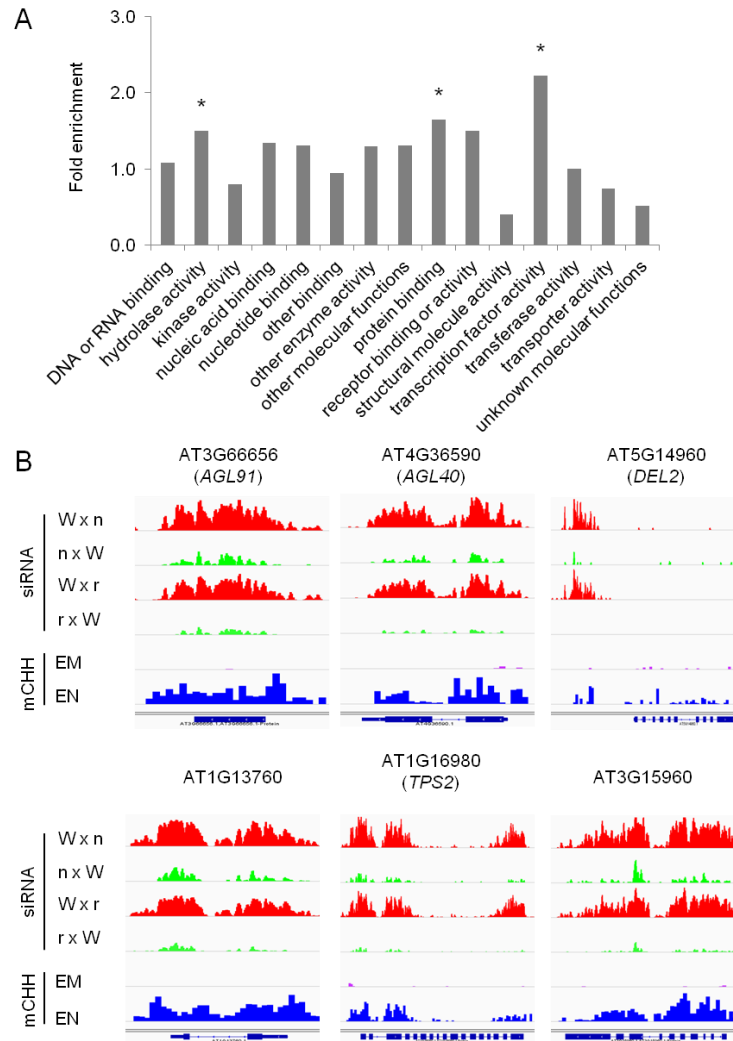 A
3.0
2.0
1.0
0.0
Fold enrichment
*
*
*
DNA or RNA binding
hydrolase activity
kinase activity
nucleic acid binding
nucleotide binding
other binding
other enzyme activity
other molecular functions
protein binding
receptor binding or activity
structural molecule activity
transcription factor activity
transferase activity
transporter activity
unknown molecular functions
B
AT3G66656
(AGL91)
AT4G36590
(AGL40)
AT5G14960
(DEL2)
siRNA
W x n
n x W
W x r
r x W
mCHH
EM
EN
AT4G36590.1
AT1G13760
AT1G16980
(TPS2)
AT3G15960
siRNA
W x n
n x W
W x r
r x W
mCHH
EM
EN